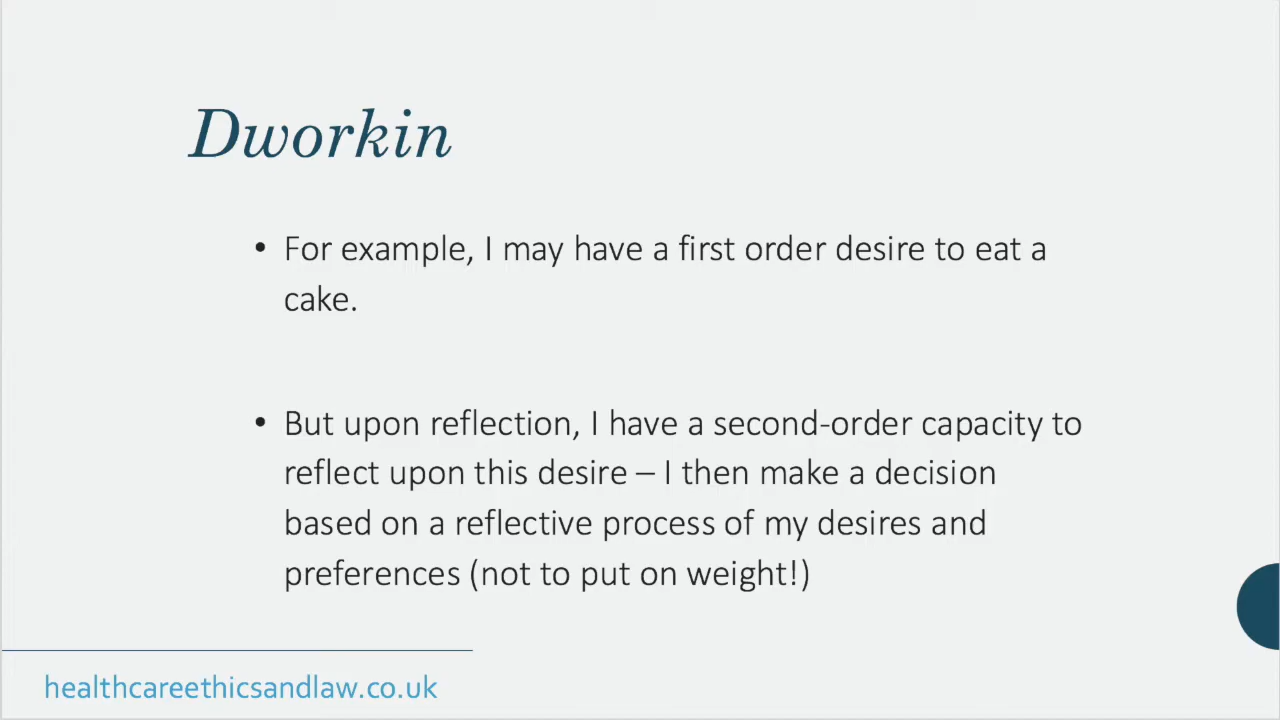 Dworkin
• For example, I may have a first order desire to eat a
cake.
• But upon reflection, I have a second-order capacity to
reflect upon this desire – I then make a decision
based on a reflective process of my desires and
preferences (not to put on weight!)
healthcareethicsandlaw.co.uk